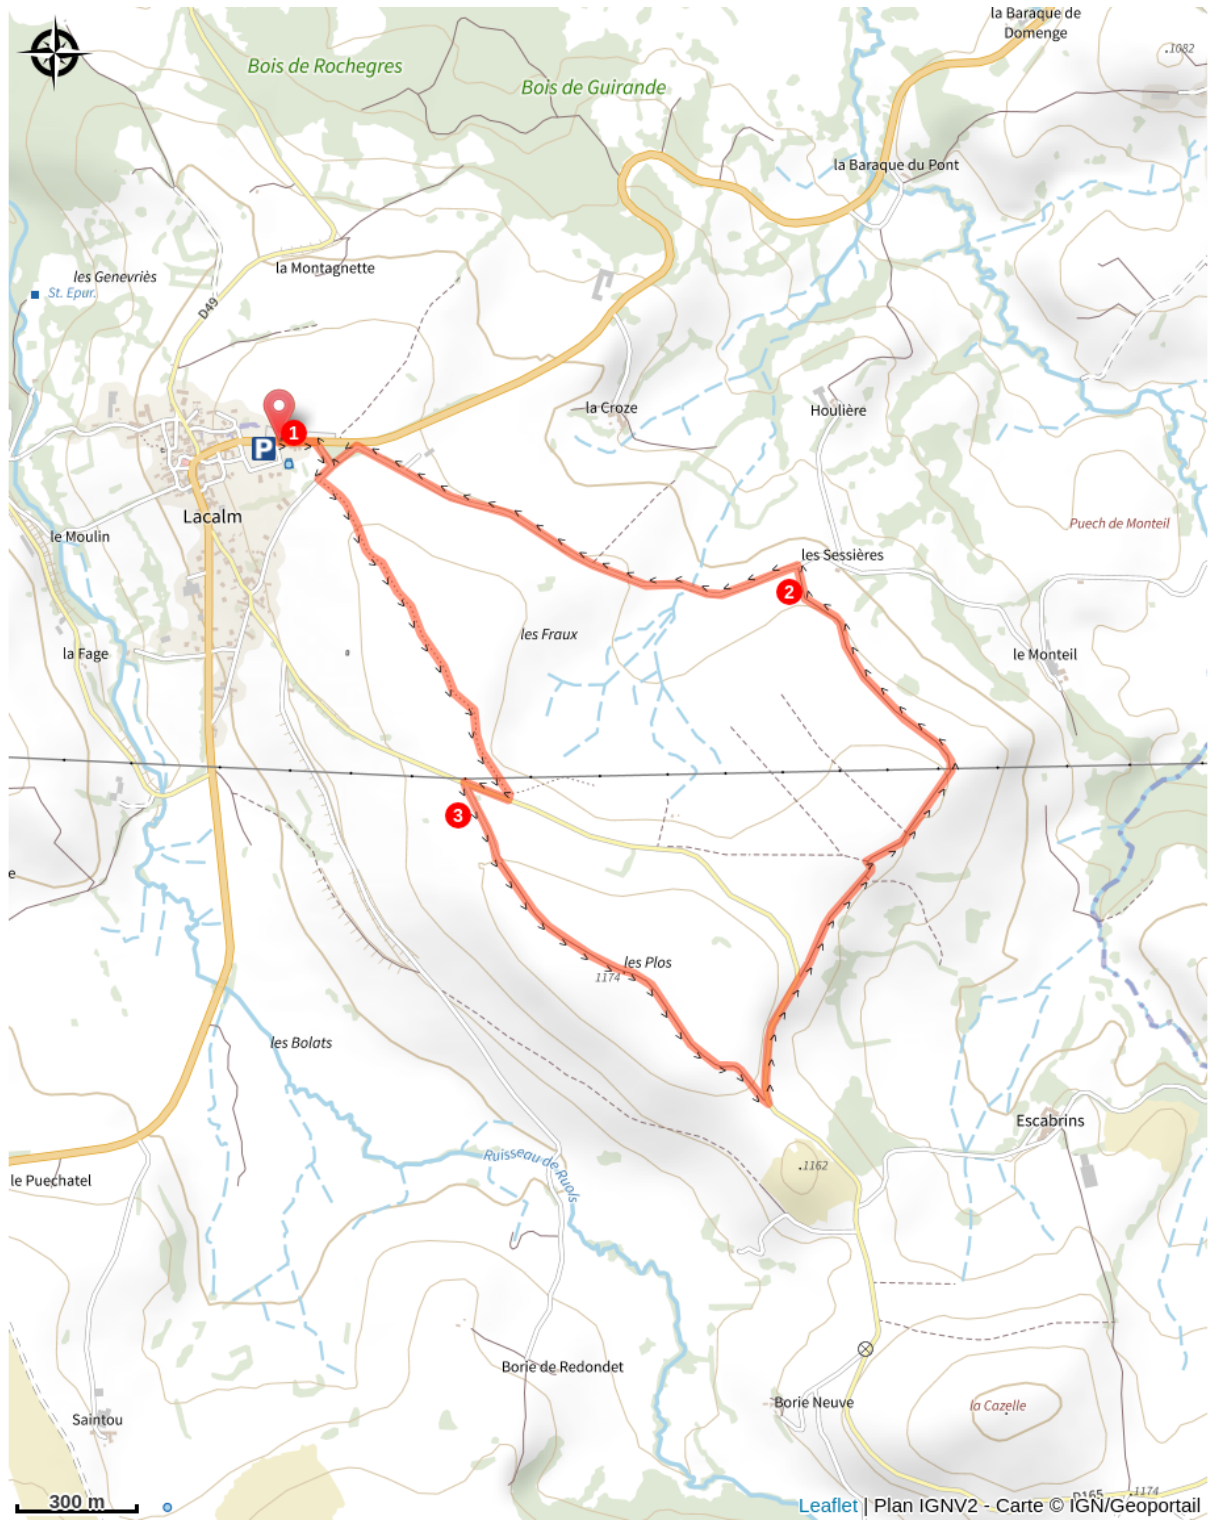 la Baraque de
Domenge
.1082
Bois de Rochegres
Bois de Guirande
la Baraque du Pont
la Montagnette
les Genevriès
St. Epur.
D49
la Croze
Houlière
1
P
Lacalm
Puech de Monteil
le Moulin
les Sessières
2
les Fraux
la Fage
le Monteil
3
e
les Plos
1174
les Bolats
Escabrins
Ruisseau de Ruols
.1162
le Puechatel
Borie de Redondet
Borie Neuve
la Cazelle
Saintou
D165
.1174
300 m
Leaflet | Plan IGNV2 - Carte © IGN/Geoportail